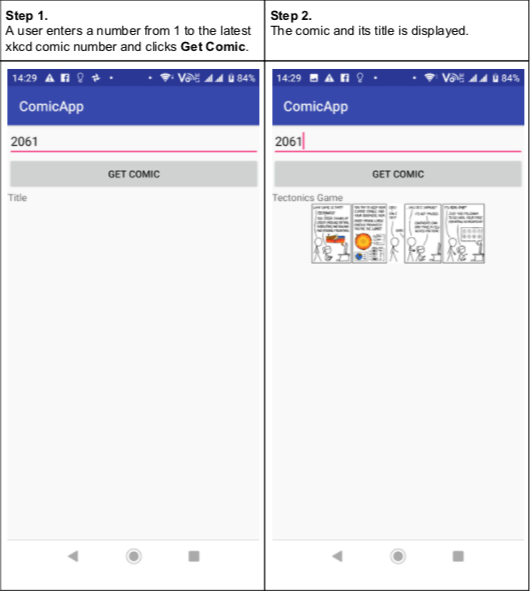 Step 1.
A user enters a number from 1 to the latest
xkcd comic number and clicks Get Comic.
Step 2.
The comic and its title is displayed.
14:29
84%
ComicApp
2061
GET COMIC
Title
14:29
84%
ComicApp
2061
GET COMIC
Tectonics Game